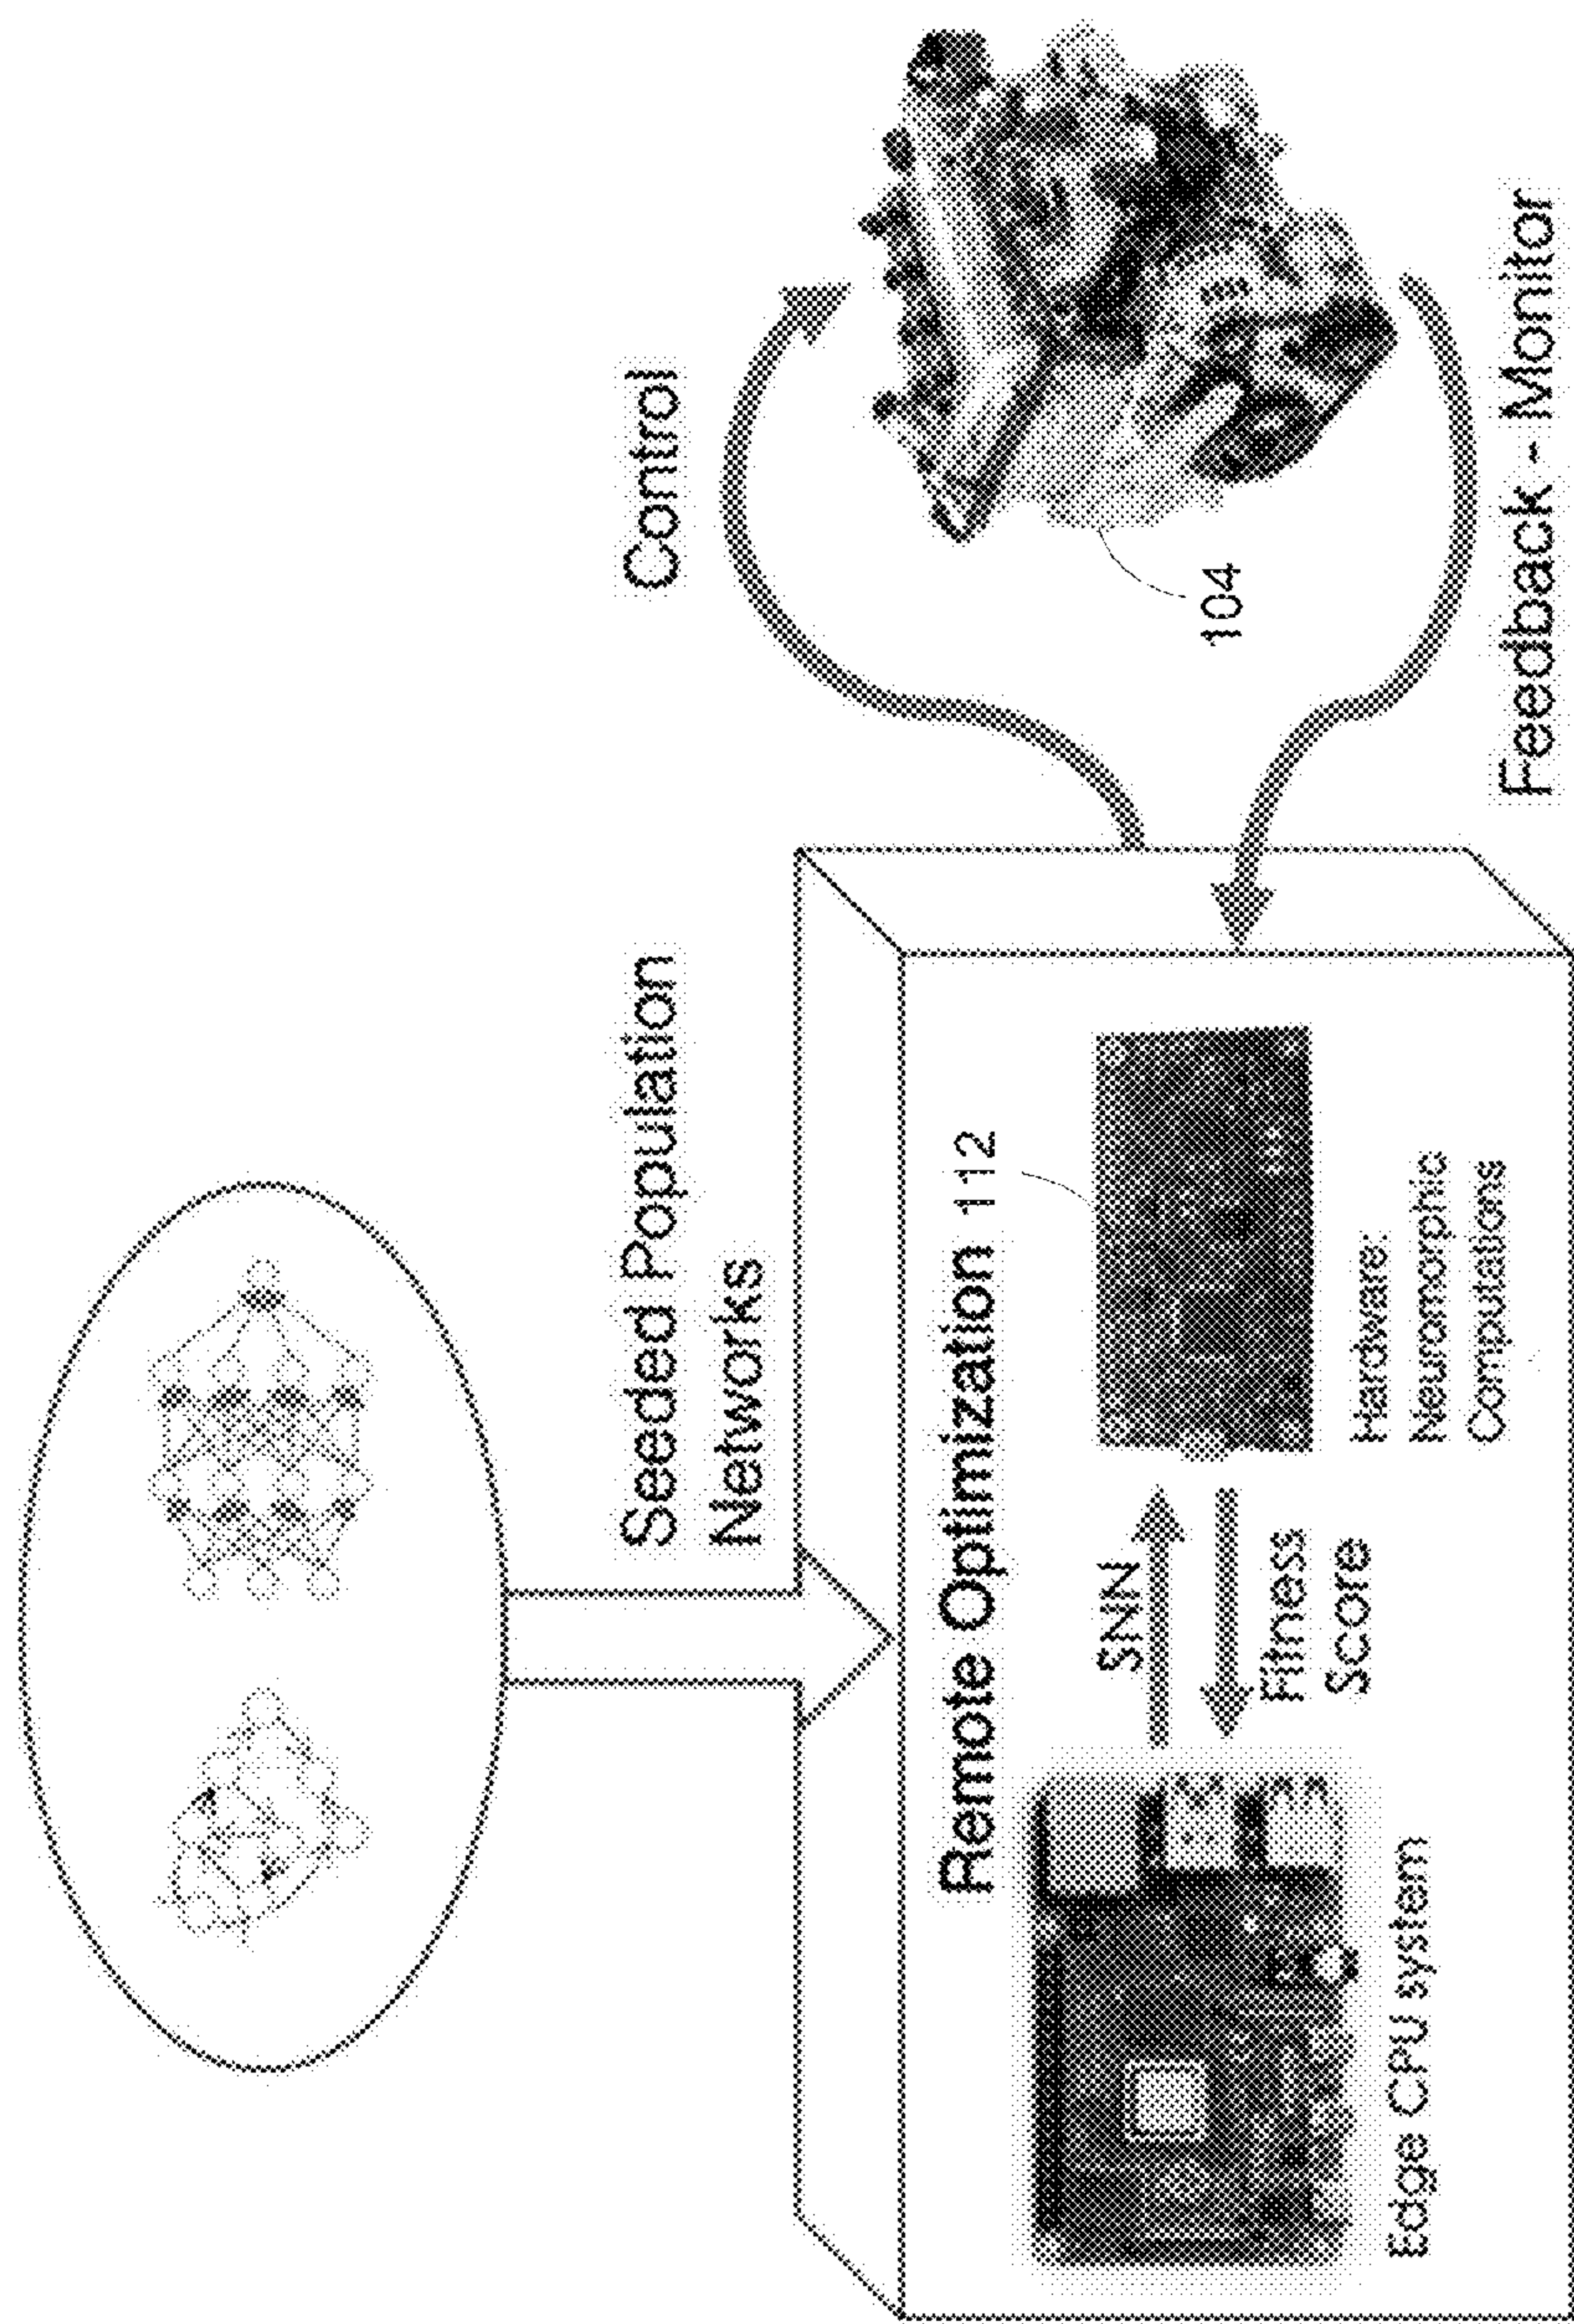 Seeded Population
Networks
Control
Remote Optimization
112
SNN
Fitness
Score
Edge CPU system
Hardware:
Neuromorphic
Computations
104
Feedback - Monitor